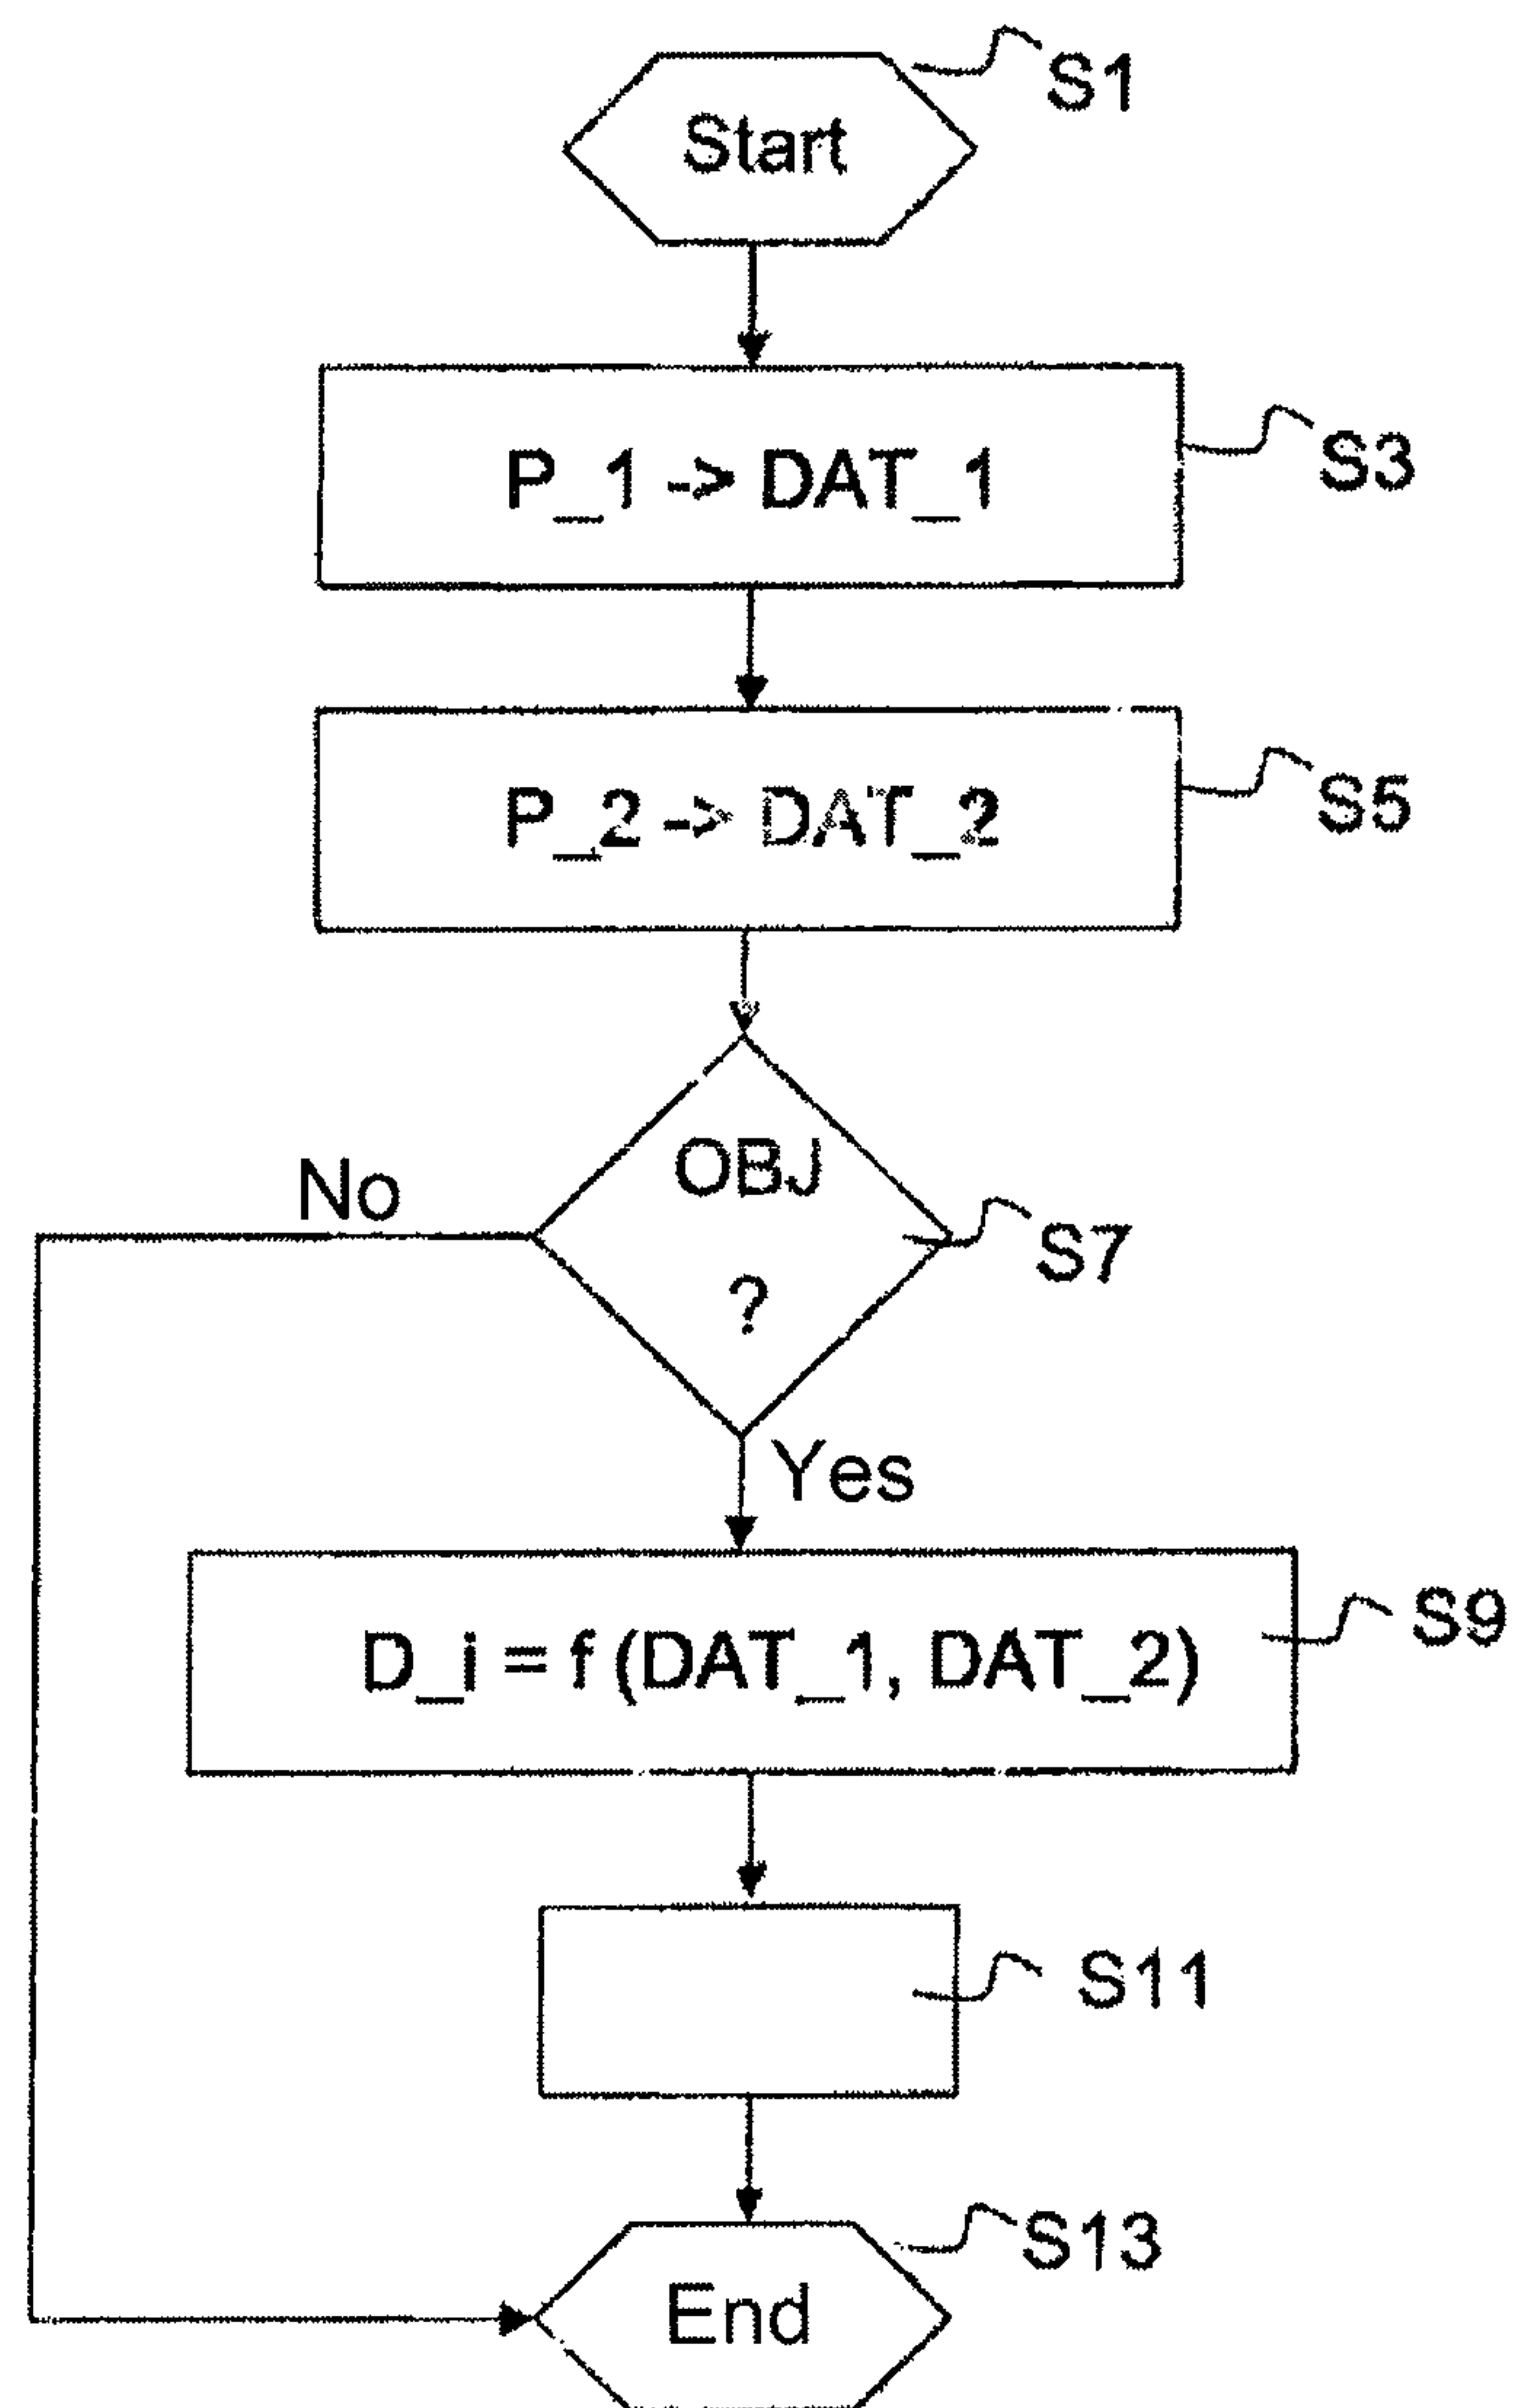 Start
S1
P_1 -> DAT_1
S3
P_2 -> DAT_2
S5
OBJ
?
No
S7
Yes
D_i = f (DAT_1, DAT_2)
S9
S11
S13
End